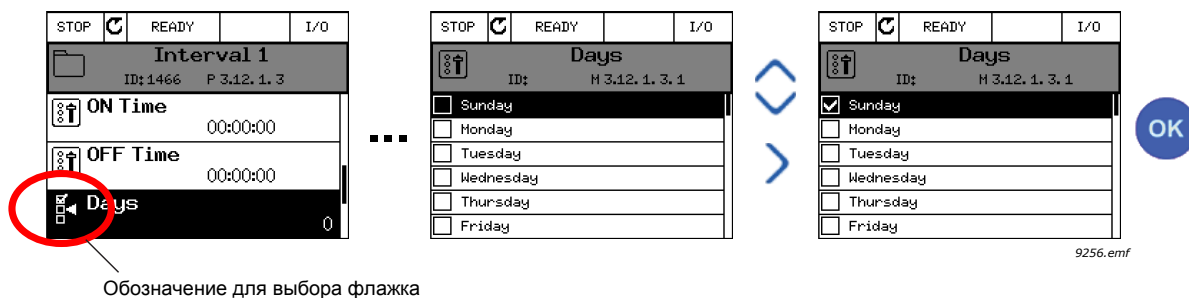 STOP READY I/O
Interval 1
ID:1466 P 3.12.1.3
ON Time
00:00:00
OFF Time
00:00:00
Days
0
STOP READY I/O
Days
ID: M 3.12.1.3.1
Sunday
Monday
Tuesday
Wednesday
Thursday
Friday
STOP READY I/O
Days
ID: M 3.12.1.3.1
Sunday
Monday
Tuesday
Wednesday
Thursday
Friday
OK
9256.emf
Обозначение для выбора флажка